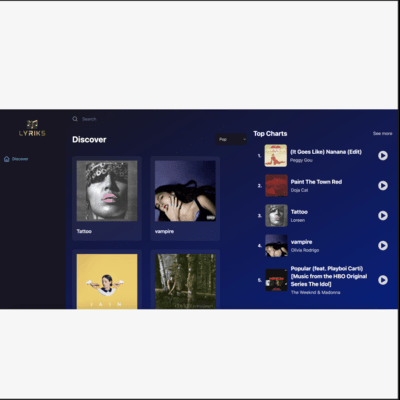 LYRIKS
Search
Discover
Discover
Pop
Tattoo
vampire
JAIN
Top Charts
See more
1.
(It Goes Like) Nanana (Edit)
Peggy Gou
2.
Paint The Town Red
Doja Cat
3.
Tattoo
Loreen
4.
vampire
Olivia Rodrigo
5.
Popular (feat. Playboi Carti)
[Music from the HBO Original
Series The Idol]
The Weeknd & Madonna